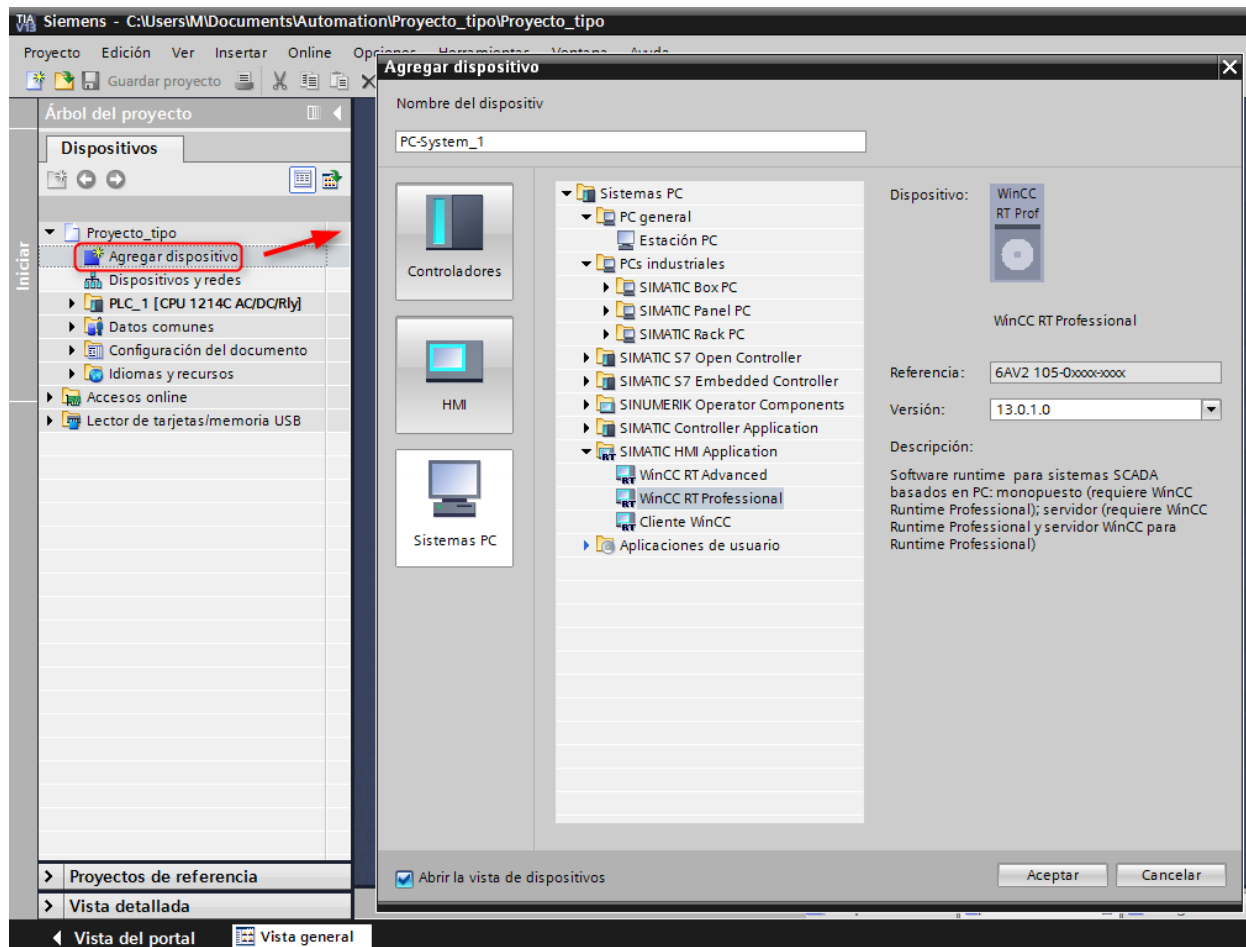 Siemens - C:\Users\M\Documents\Automation\Proyecto_tipo\Proyecto_tipo
Proyecto Edición Ver Insertar Online Opciones Herramientas Ventana Ayuda
Guardar proyecto
Árbol del proyecto
Dispositivos
Iniciar
Proyecto_tipo
Agregar dispositivo
Dispositivos y redes
PLC_1 [CPU 1214C AC/DC/Rly]
Datos comunes
Configuración del documento
Idiomas y recursos
Accesos online
Lector de tarjetas/memoria USB
Proyectos de referencia
Vista detallada
Vista del portal
Vista general
Agregar dispositivo
Nombre del dispositiv
PC-System_1
Controladores
HMI
Sistemas PC
Sistemas PC
PC general
Estación PC
PCs industriales
SIMATIC Box PC
SIMATIC Panel PC
SIMATIC Rack PC
SIMATIC S7 Open Controller
SIMATIC S7 Embedded Controller
SINUMERIK Operator Components
SIMATIC Controller Application
SIMATIC HMI Application
WinCC RT Advanced
WinCC RT Professional
Cliente WinCC
Aplicaciones de usuario
Dispositivo:
WinCC
RT Prof
WinCC RT Professional
Referencia: 6AV2 105-0xxxx-xxxx
Versión: 13.0.1.0
Descripción:
Software runtime para sistemas SCADA
basados en PC: monopuesto (requiere WinCC
Runtime Professional); servidor (requiere WinCC
Runtime Professional y servidor WinCC para
Runtime Professional)
Abrir la vista de dispositivos
Aceptar
Cancelar